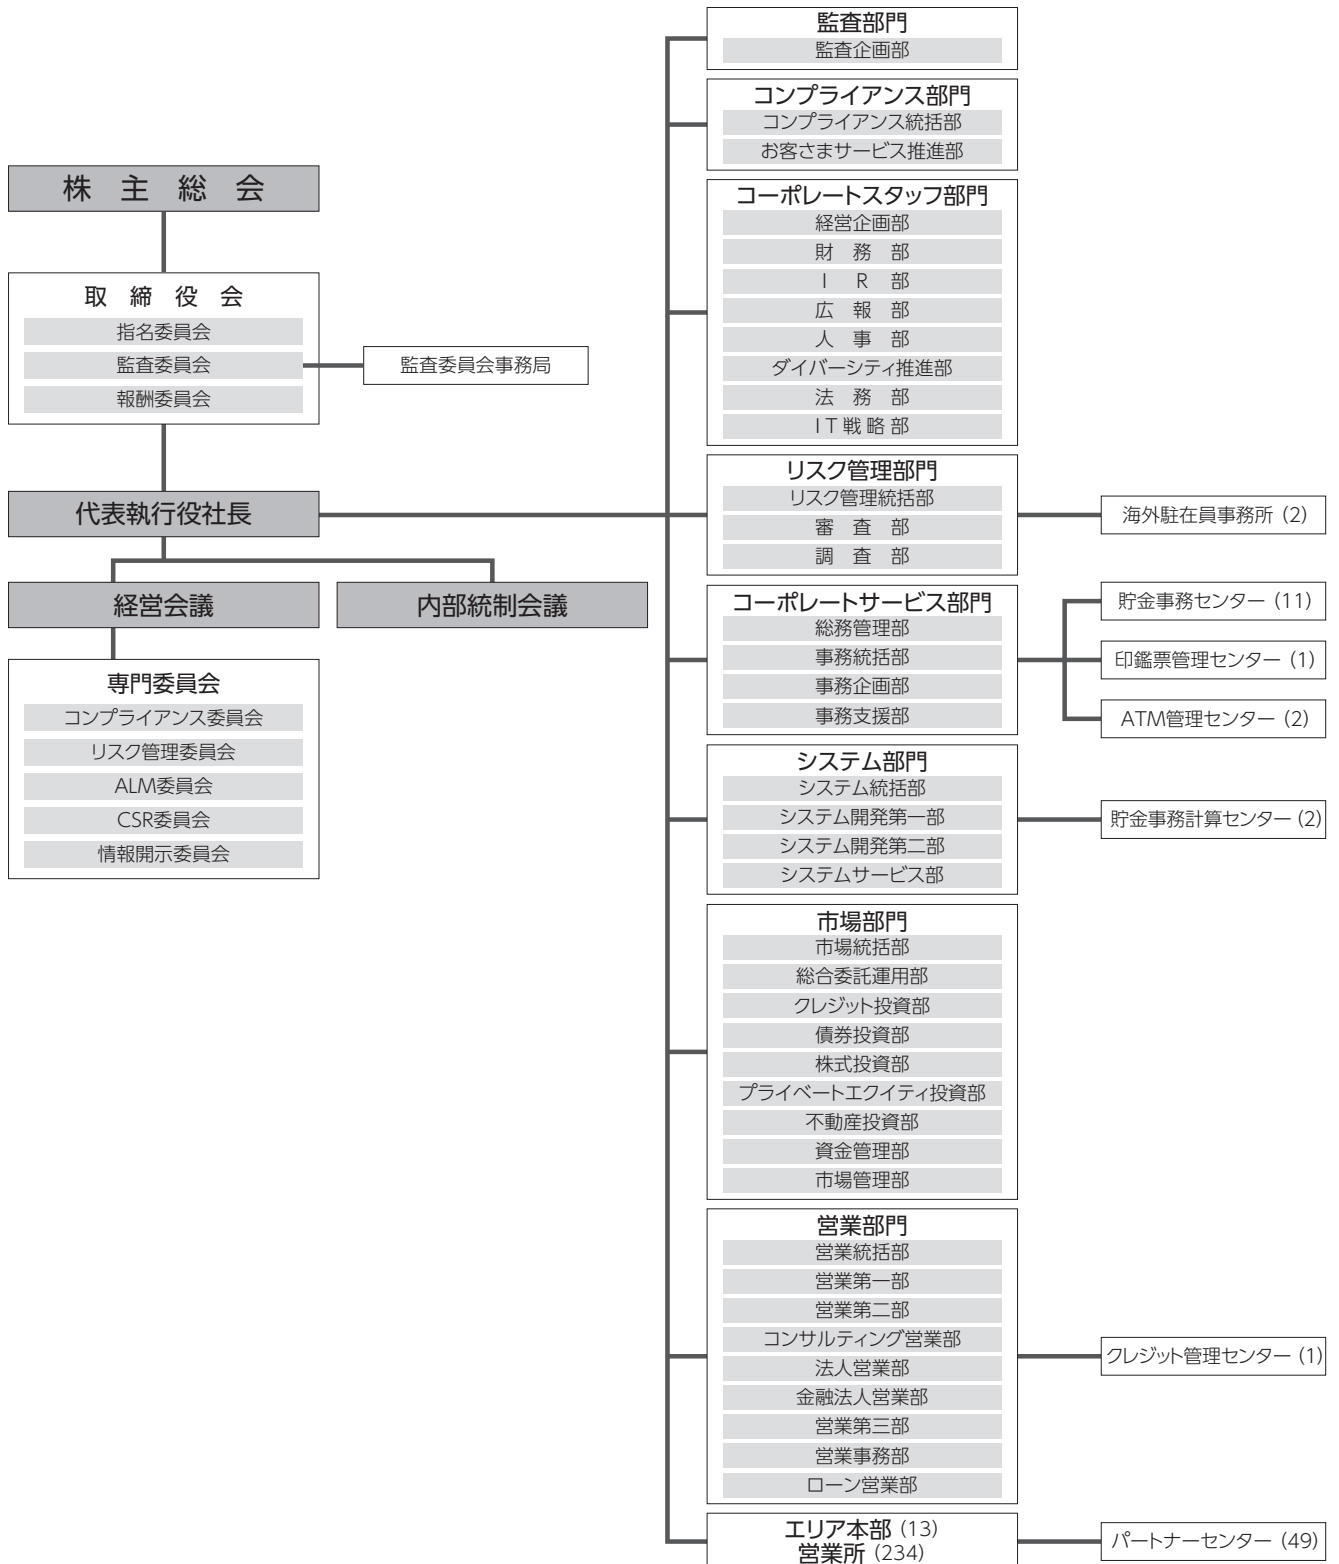 株主総会
取締役会
指名委員会
監査委員会
報酬委員会
監査委員会事務局
代表執行役社長
経営会議
内部統制会議
専門委員会
コンプライアンス委員会
リスク管理委員会
ALM委員会
CSR委員会
情報開示委員会
監査部門
監査企画部
コンプライアンス部門
コンプライアンス統括部
お客さまサービス推進部
コーポレートスタッフ部門
経営企画部
財務部
IR部
広報部
人事部
ダイバーシティ推進部
法務部
IT戦略部
リスク管理部門
リスク管理統括部
審査部
調査部
海外駐在員事務所 (2)
コーポレートサービス部門
総務管理部
事務統括部
事務企画部
事務支援部
貯金事務センター (11)
印鑑票管理センター (1)
ATM管理センター (2)
システム部門
システム統括部
システム開発第一部
システム開発第二部
システムサービス部
貯金事務計算センター (2)
市場部門
市場統括部
総合委託運用部
クレジット投資部
債券投資部
株式投資部
プライベートエクイティ投資部
不動産投資部
資金管理部
市場管理部
営業部門
営業統括部
営業第一部
営業第二部
コンサルティング営業部
法人営業部
金融法人営業部
営業第三部
営業事務部
ローン営業部
クレジット管理センター (1)
エリア本部 (13)
営業所 (234)
パートナーセンター (49)